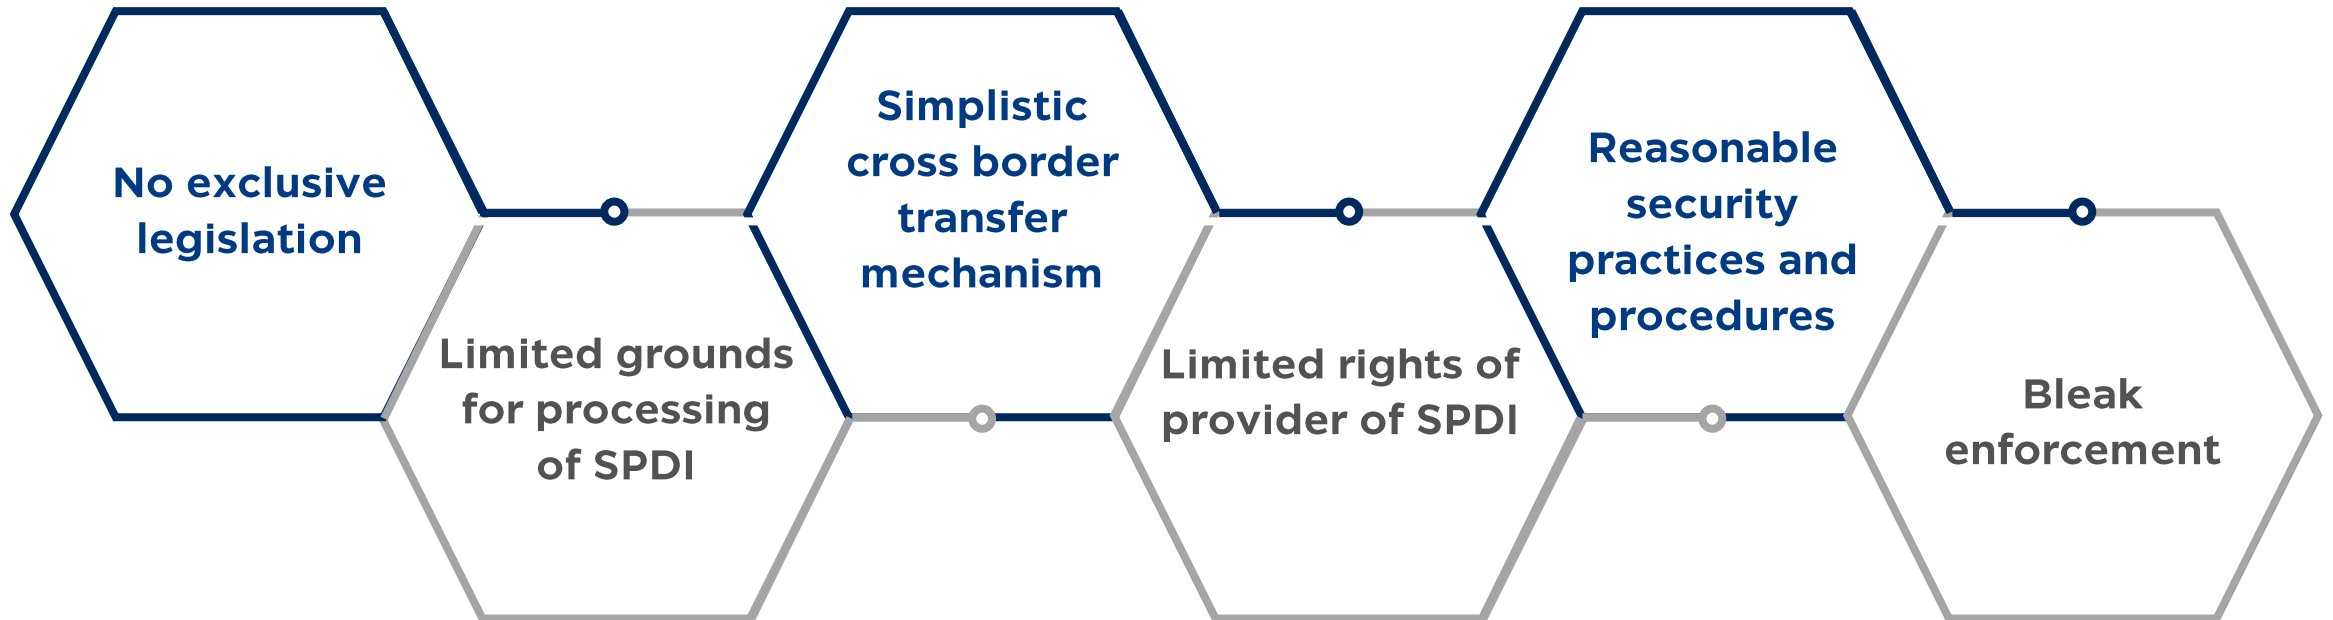 No exclusive
legislation
Limited grounds
for processing
of SPDI
Simplistic
cross border
transfer
mechanism
Limited rights of
provider of SPDI
Reasonable
security
practices and
procedures
Bleak
enforcement